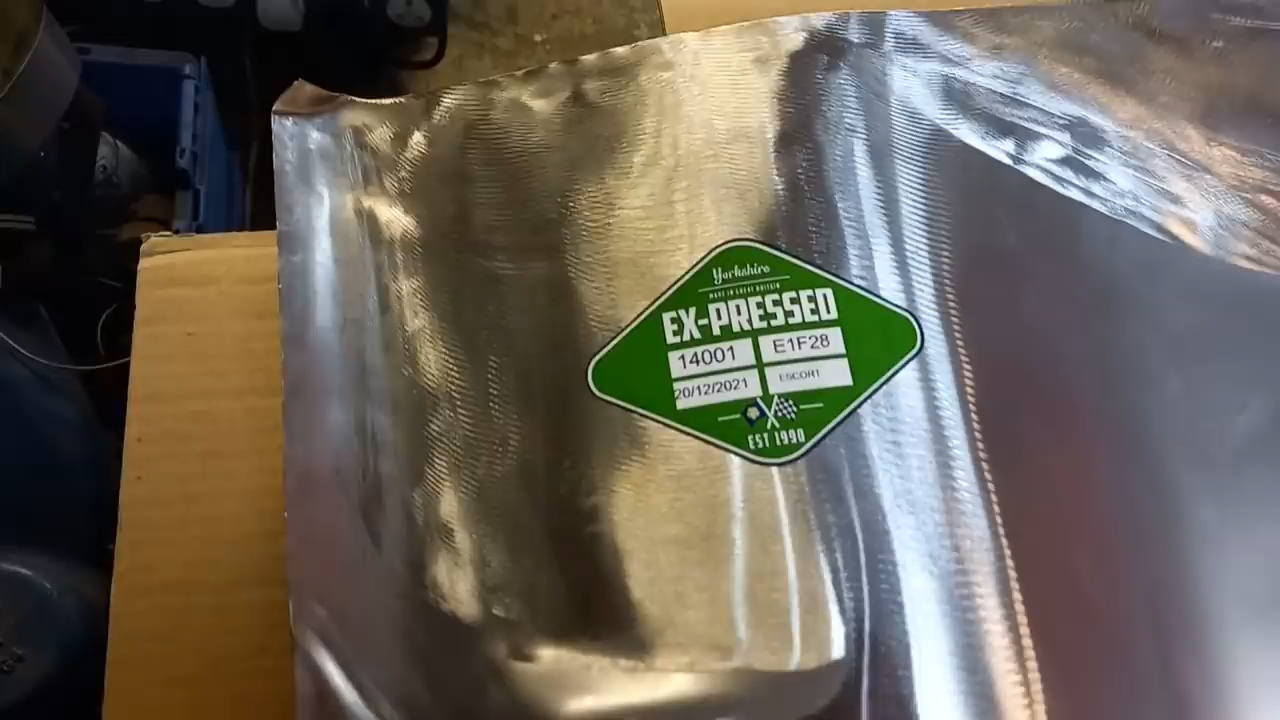 Yorkshire
MADE IN GREAT BRITAIN
EX-PRESSED
14001 E1F28
20/12/2021 ESCORT
EST 1990